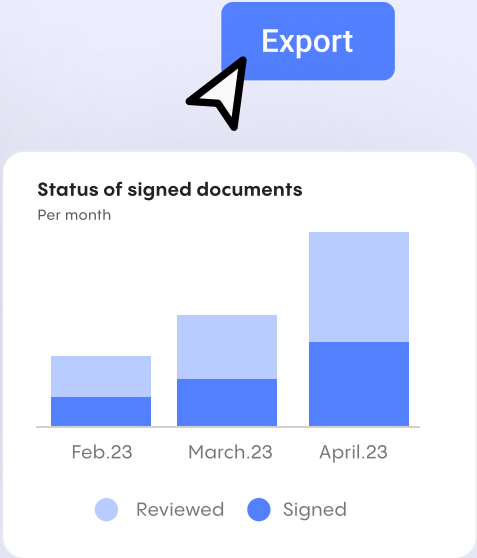 Export
Status of signed documents
Per month
Feb.23 March.23 April.23
Reviewed Signed